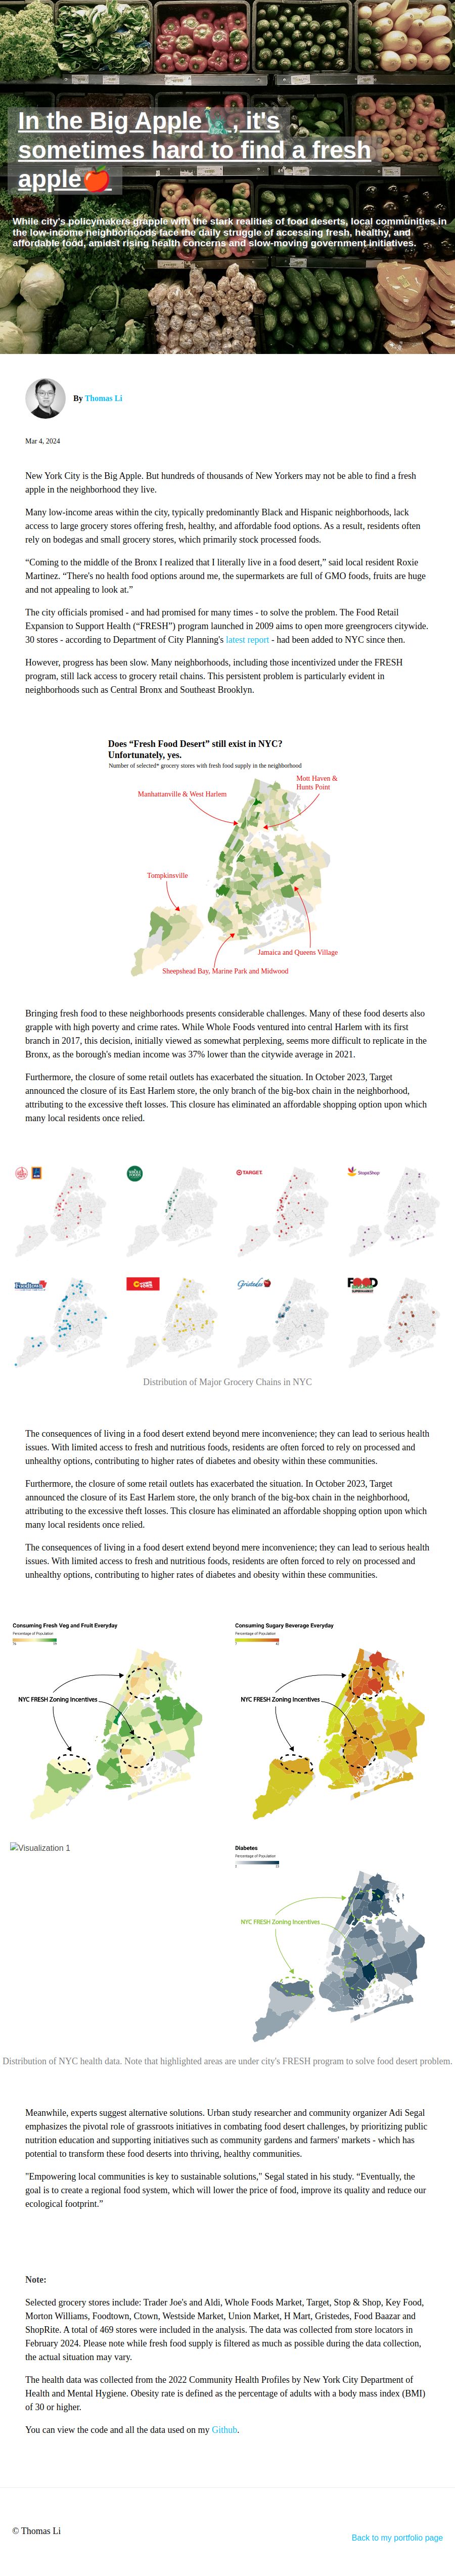 In the Big Apple🗽, it's
sometimes hard to find a fresh
apple🍎
While city's policymakers grapple with the stark realities of food deserts, local communities in
the low-income neighborhoods face the daily struggle of accessing fresh, healthy, and
affordable food, amidst rising health concerns and slow-moving government initiatives.
By Thomas Li
Mar 4, 2024
New York City is the Big Apple. But hundreds of thousands of New Yorkers may not be able to find a fresh
apple in the neighborhood they live.
Many low-income areas within the city, typically predominantly Black and Hispanic neighborhoods, lack
access to large grocery stores offering fresh, healthy, and affordable food options. As a result, residents often
rely on bodegas and small grocery stores, which primarily stock processed foods.
“Coming to the middle of the Bronx I realized that I literally live in a food desert,” said local resident Roxie
Martinez. “There's no health food options around me, the supermarkets are full of GMO foods, fruits are huge
and not appealing to look at.”
The city officials promised - and had promised for many times - to solve the problem. The Food Retail
Expansion to Support Health (“FRESH”) program launched in 2009 aims to open more greengrocers citywide.
30 stores - according to Department of City Planning's latest report - had been added to NYC since then.
However, progress has been slow. Many neighborhoods, including those incentivized under the FRESH
program, still lack access to grocery retail chains. This persistent problem is particularly evident in
neighborhoods such as Central Bronx and Southeast Brooklyn.
Does “Fresh Food Desert” still exist in NYC?
Unfortunately, yes.
Number of selected* grocery stores with fresh food supply in the neighborhood
Mott Haven &
Hunts Point
Manhattanville & West Harlem
Tompkinsville
Jamaica and Queens Village
Sheepshead Bay, Marine Park and Midwood
Bringing fresh food to these neighborhoods presents considerable challenges. Many of these food deserts also
grapple with high poverty and crime rates. While Whole Foods ventured into central Harlem with its first
branch in 2017, this decision, initially viewed as somewhat perplexing, seems more difficult to replicate in the
Bronx, as the borough's median income was 37% lower than the citywide average in 2021.
Furthermore, the closure of some retail outlets has exacerbated the situation. In October 2023, Target
announced the closure of its East Harlem store, the only branch of the big-box chain in the neighborhood,
attributing to the excessive theft losses. This closure has eliminated an affordable shopping option upon which
many local residents once relied.
WHOLE FOODS
TARGET
Stop&Shop
Foodtown
C TOWN
Gristedes
FOOD BAZAAR
SUPERMARKET
Distribution of Major Grocery Chains in NYC
The consequences of living in a food desert extend beyond mere inconvenience; they can lead to serious health
issues. With limited access to fresh and nutritious foods, residents are often forced to rely on processed and
unhealthy options, contributing to higher rates of diabetes and obesity within these communities.
Furthermore, the closure of some retail outlets has exacerbated the situation. In October 2023, Target
announced the closure of its East Harlem store, the only branch of the big-box chain in the neighborhood,
attributing to the excessive theft losses. This closure has eliminated an affordable shopping option upon which
many local residents once relied.
The consequences of living in a food desert extend beyond mere inconvenience; they can lead to serious health
issues. With limited access to fresh and nutritious foods, residents are often forced to rely on processed and
unhealthy options, contributing to higher rates of diabetes and obesity within these communities.
Consuming Fresh Veg and Fruit Everyday
Percentage of Population
NYC FRESH Zoning Incentives
Consuming Sugary Beverage Everyday
Percentage of Population
NYC FRESH Zoning Incentives
Visualization 1
Diabetes
Percentage of Population
NYC FRESH Zoning Incentives
Distribution of NYC health data. Note that highlighted areas are under city's FRESH program to solve food desert problem.
Meanwhile, experts suggest alternative solutions. Urban study researcher and community organizer Adi Segal
emphasizes the pivotal role of grassroots initiatives in combating food desert challenges, by prioritizing public
nutrition education and supporting initiatives such as community gardens and farmers' markets - which has
potential to transform these food deserts into thriving, healthy communities.
"Empowering local communities is key to sustainable solutions," Segal stated in his study. “Eventually, the
goal is to create a regional food system, which will lower the price of food, improve its quality and reduce our
ecological footprint.”
Note:
Selected grocery stores include: Trader Joe's and Aldi, Whole Foods Market, Target, Stop & Shop, Key Food,
Morton Williams, Foodtown, Ctown, Westside Market, Union Market, H Mart, Gristedes, Food Baazar and
ShopRite. A total of 469 stores were included in the analysis. The data was collected from store locators in
February 2024. Please note while fresh food supply is filtered as much as possible during the data collection,
the actual situation may vary.
The health data was collected from the 2022 Community Health Profiles by New York City Department of
Health and Mental Hygiene. Obesity rate is defined as the percentage of adults with a body mass index (BMI)
of 30 or higher.
You can view the code and all the data used on my Github.
© Thomas Li
Back to my portfolio page